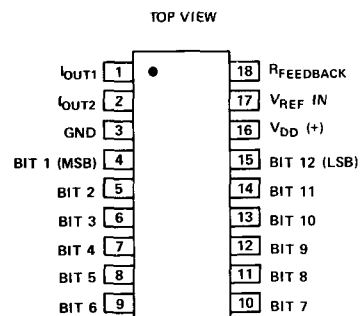 TOP VIEW
IOUT1 1
IOUT2 2
GND 3
BIT 1 (MSB) 4
BIT 2 5
BIT 3 6
BIT 4 7
BIT 5 8
BIT 6 9
18 RFEEDBACK
17 VREF IN
16 VDD (+)
15 BIT 12 (LSB)
14 BIT 11
13 BIT 10
12 BIT 9
11 BIT 8
10 BIT 7